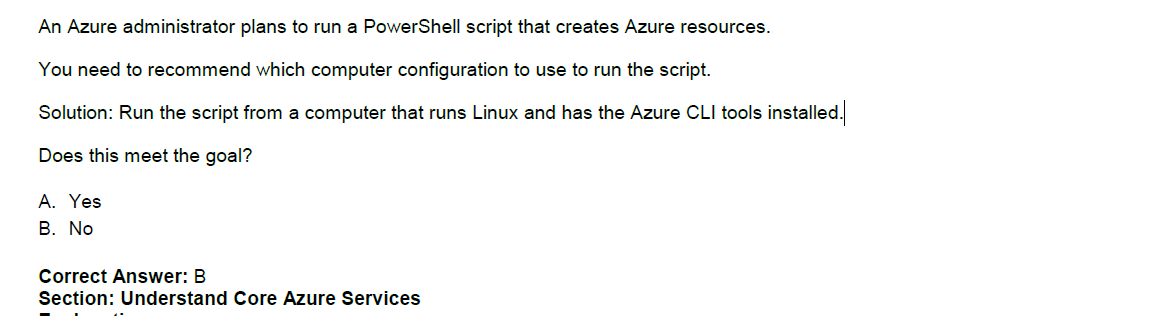 An Azure administrator plans to run a PowerShell script that creates Azure resources.
You need to recommend which computer configuration to use to run the script.
Solution: Run the script from a computer that runs Linux and has the Azure CLI tools installed.
Does this meet the goal?
A. Yes
B. No
Correct Answer: B
Section: Understand Core Azure Services